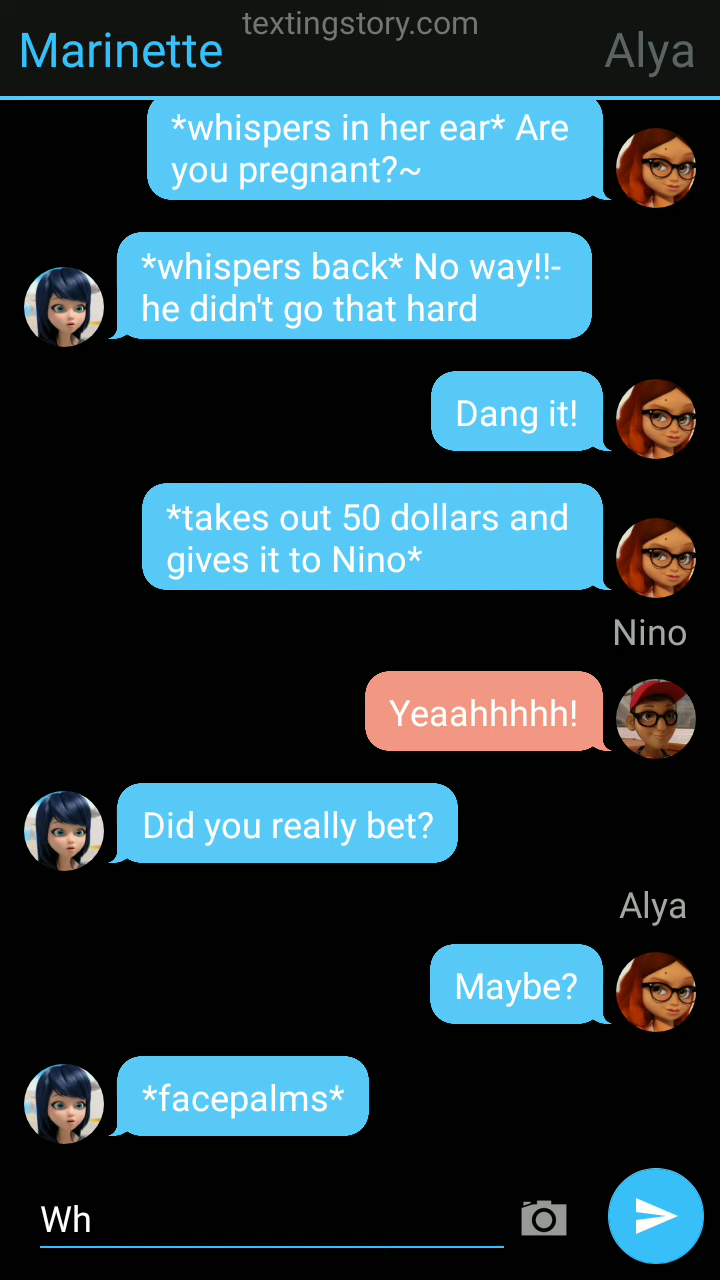 textingstory.com
Marinette
Alya
*whispers in her ear* Are
you pregnant?~
*whispers back* No way!!-
he didn't go that hard
Dang it!
*takes out 50 dollars and
gives it to Nino*
Nino
Yeaahhhhh!
Did you really bet?
Alya
Maybe?
*facepalms*
Wh